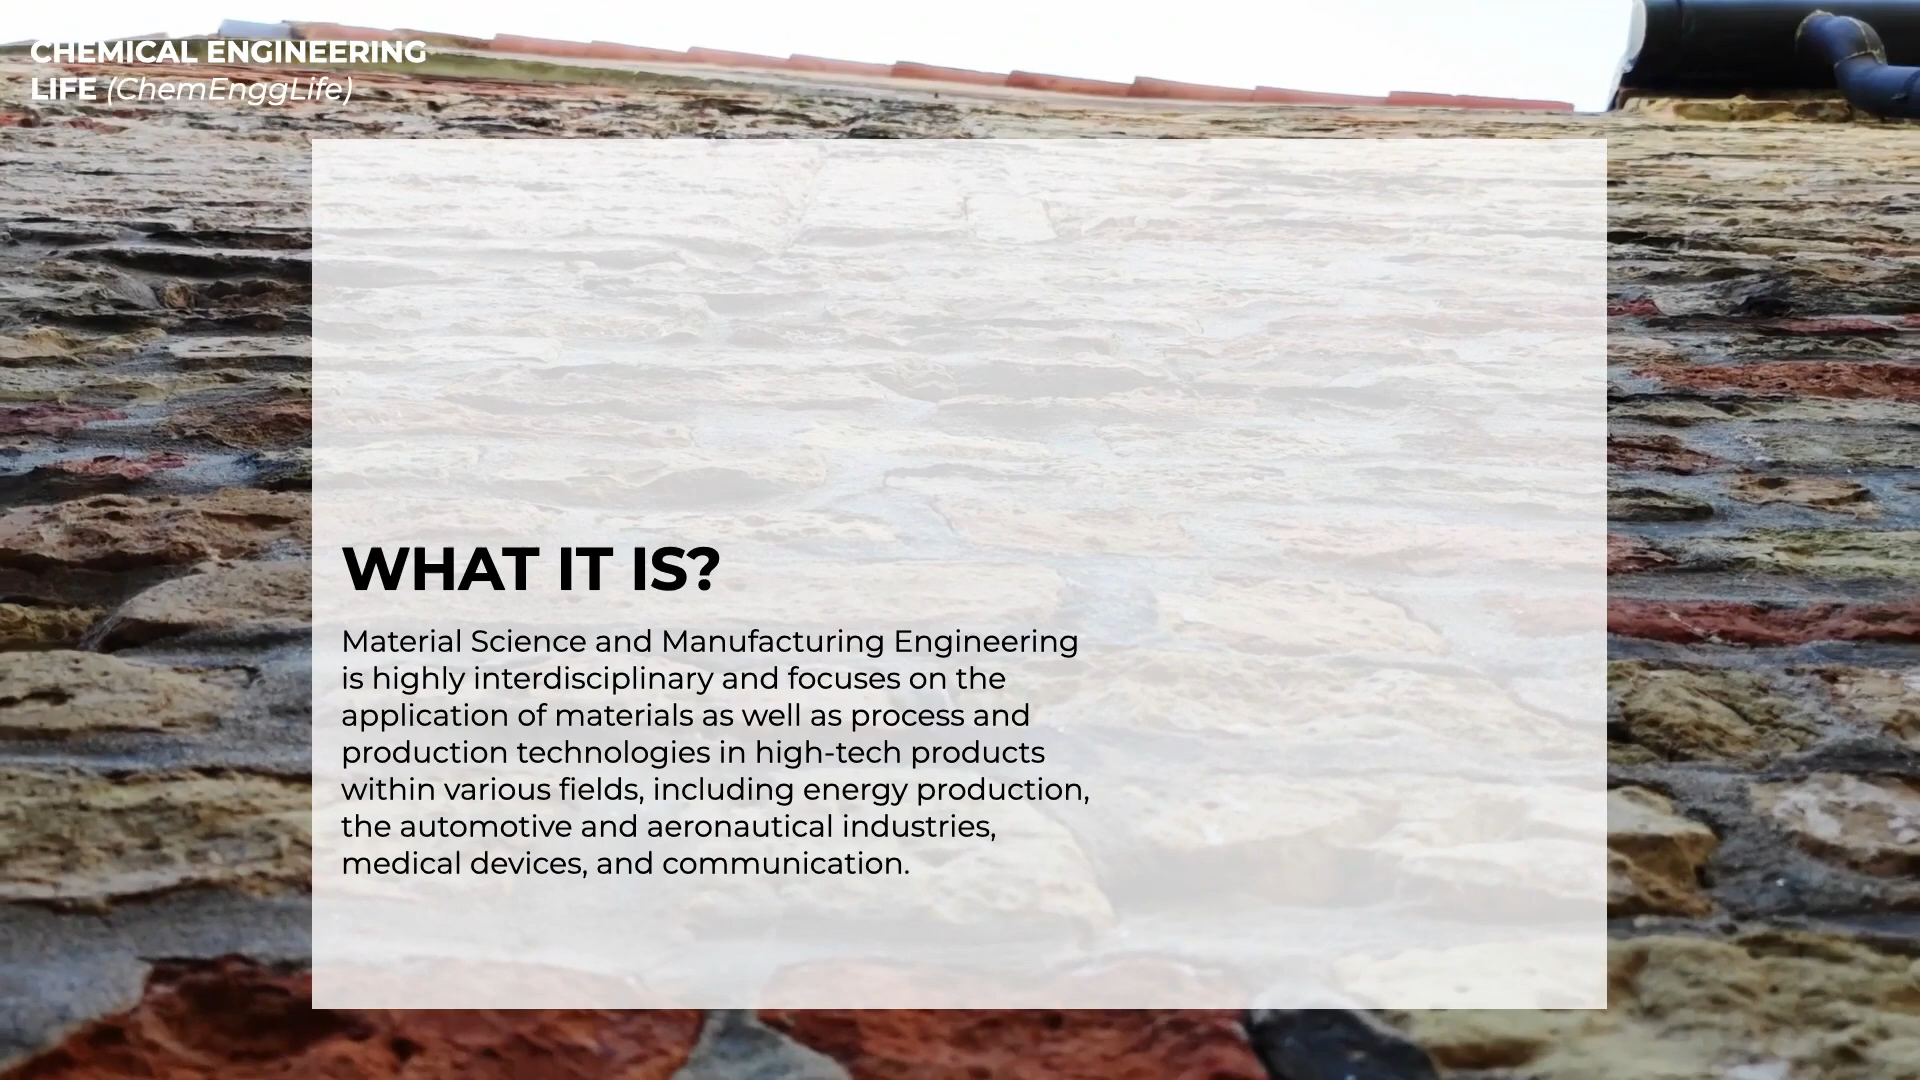 CHEMICAL ENGINEERING
LIFE (ChemEnggLife)
WHAT IT IS?
Material Science and Manufacturing Engineering
is highly interdisciplinary and focuses on the
application of materials as well as process and
production technologies in high-tech products
within various fields, including energy production,
the automotive and aeronautical industries,
medical devices, and communication.